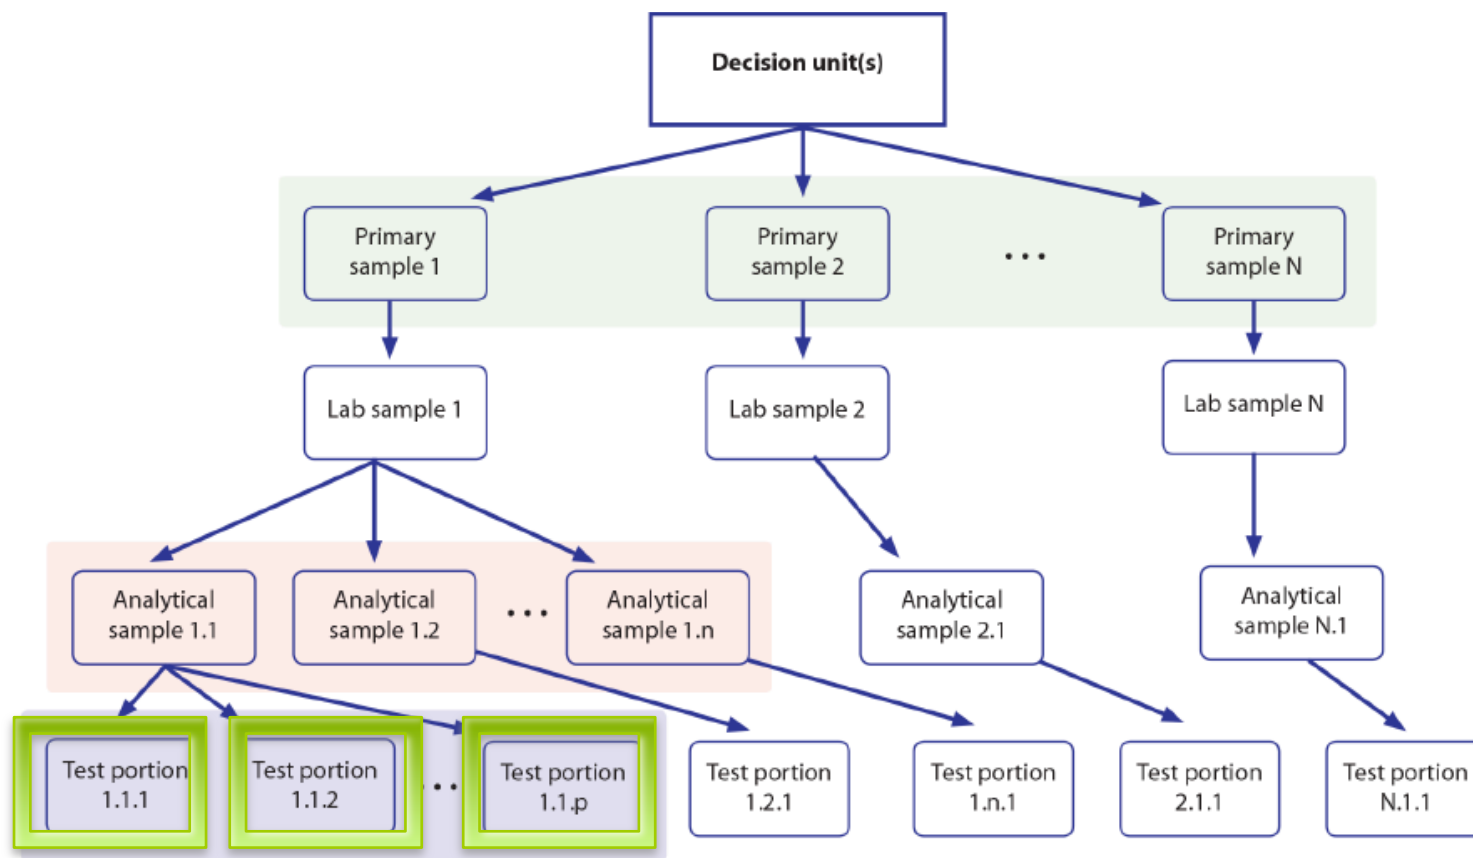 Decision unit(s)
Primary
sample 1
Primary
sample 2
...
Primary
sample N
Lab sample 1
Lab sample 2
Lab sample N
Analytical
sample 1.1
Analytical
sample 1.2
...
Analytical
sample 1.n
Analytical
sample 2.1
Analytical
sample N.1
Test portion
1.1.1
Test portion
1.1.2
...
Test portion
1.1.p
Test portion
1.2.1
Test portion
1.n.1
Test portion
2.1.1
Test portion
N.1.1